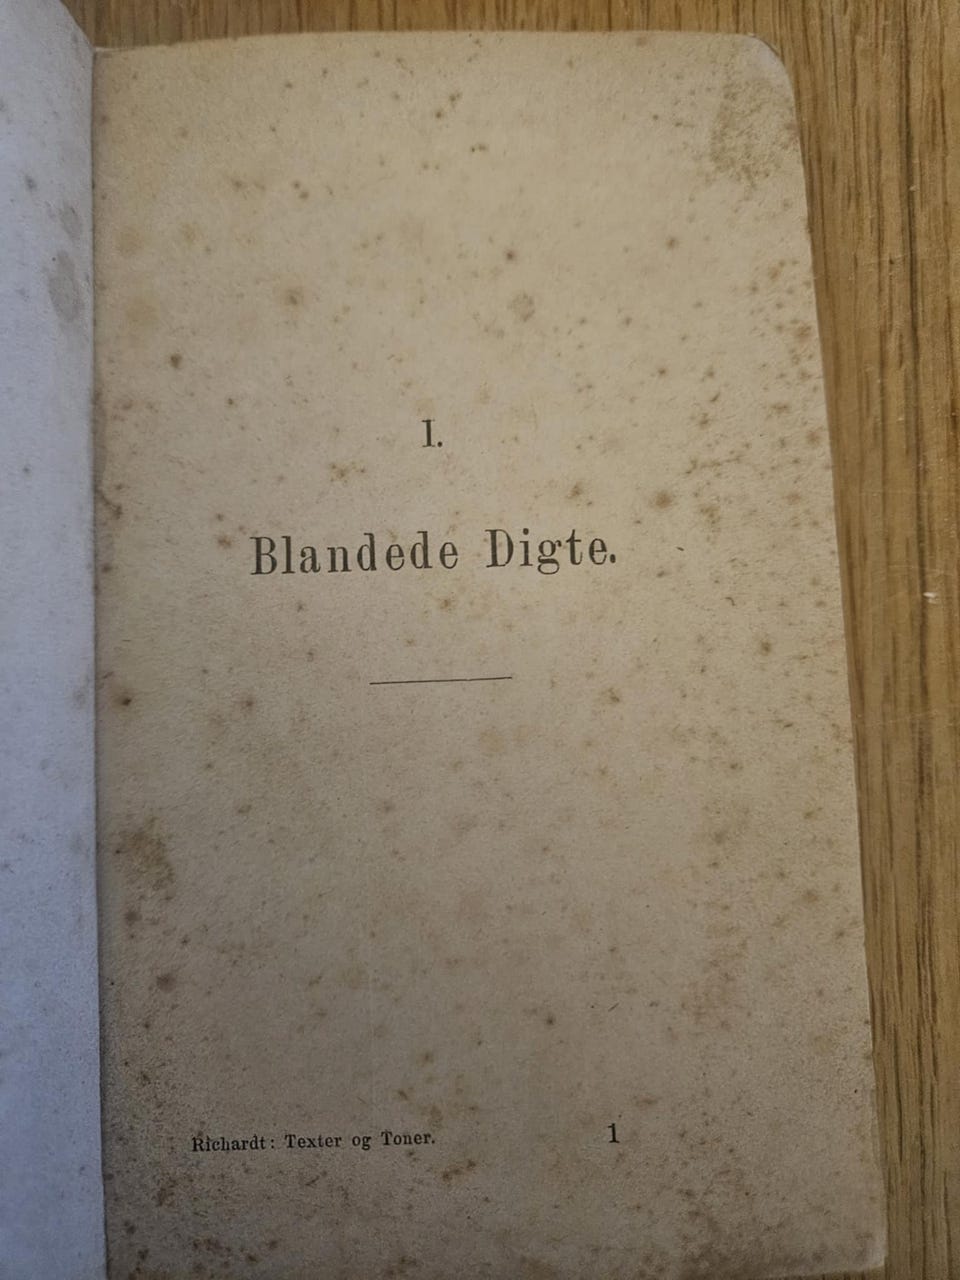 I.
Blandede Digte.
Richardt: Texter og Toner. 1